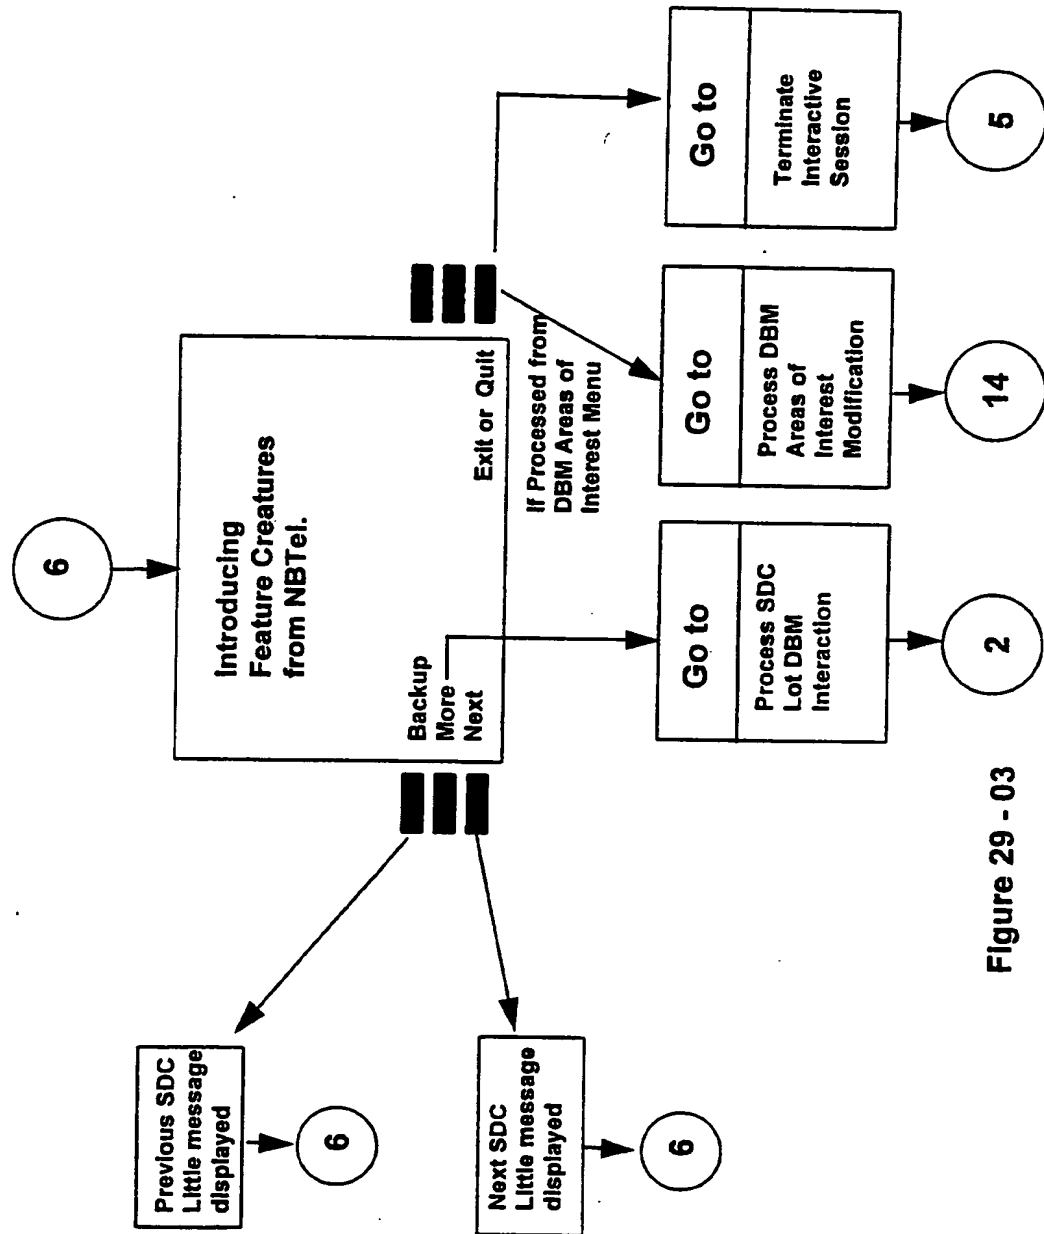 6
Introducing
Feature Creatures
from NBTel.
Backup
More
Next
Exit or Quit
Previous SDC
Little message
displayed
6
Next SDC
Little message
displayed
6
If Processed from
DBM Areas of
Interest Menu
Go to
Process SDC
Lot DBM
Interaction
2
Go to
Process DBM
Areas of
Interest
Modification
14
Go to
Terminate
Interactive
Session
5
Figure 29 - 03